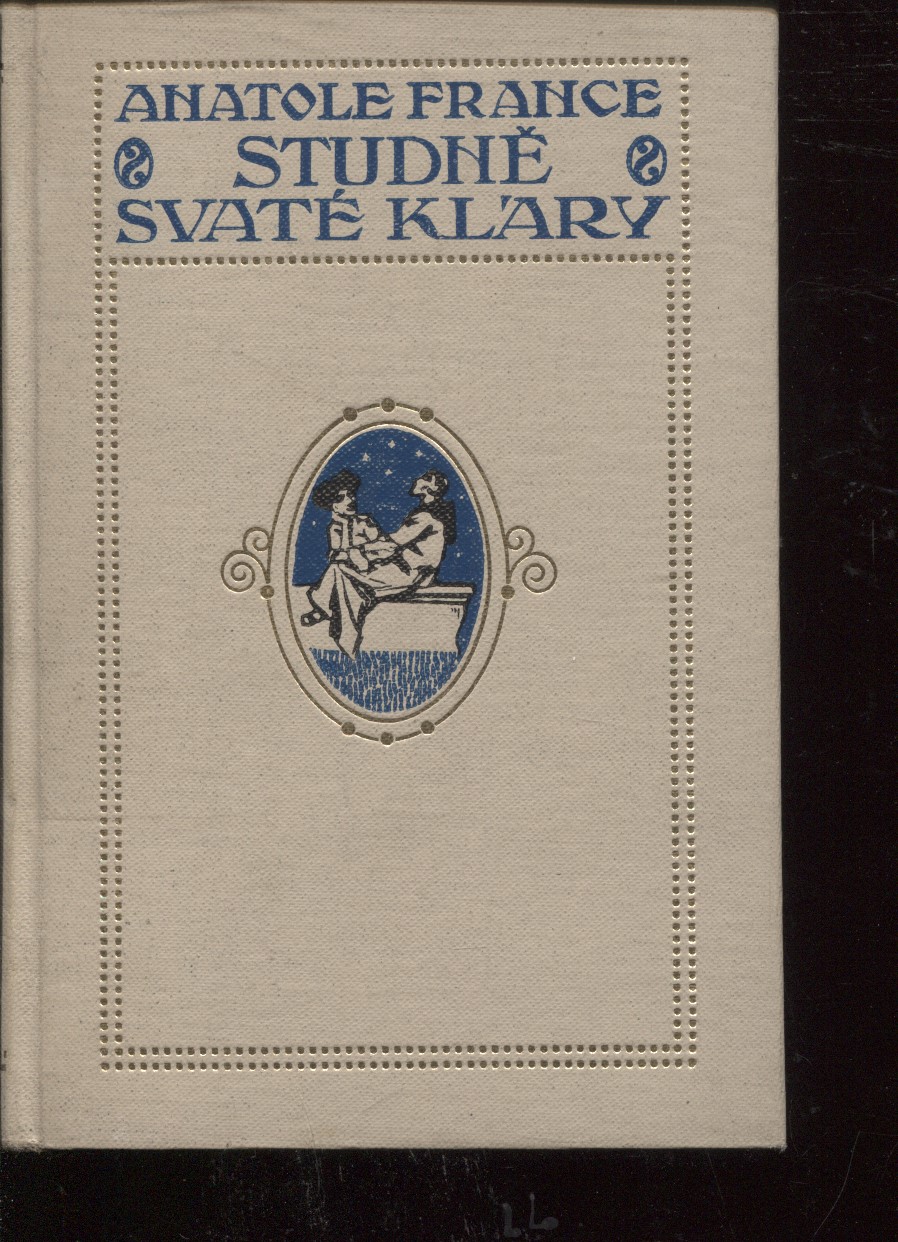 ANATOLE FRANCE
STUDNĚ
SVATÉ KLÁRY